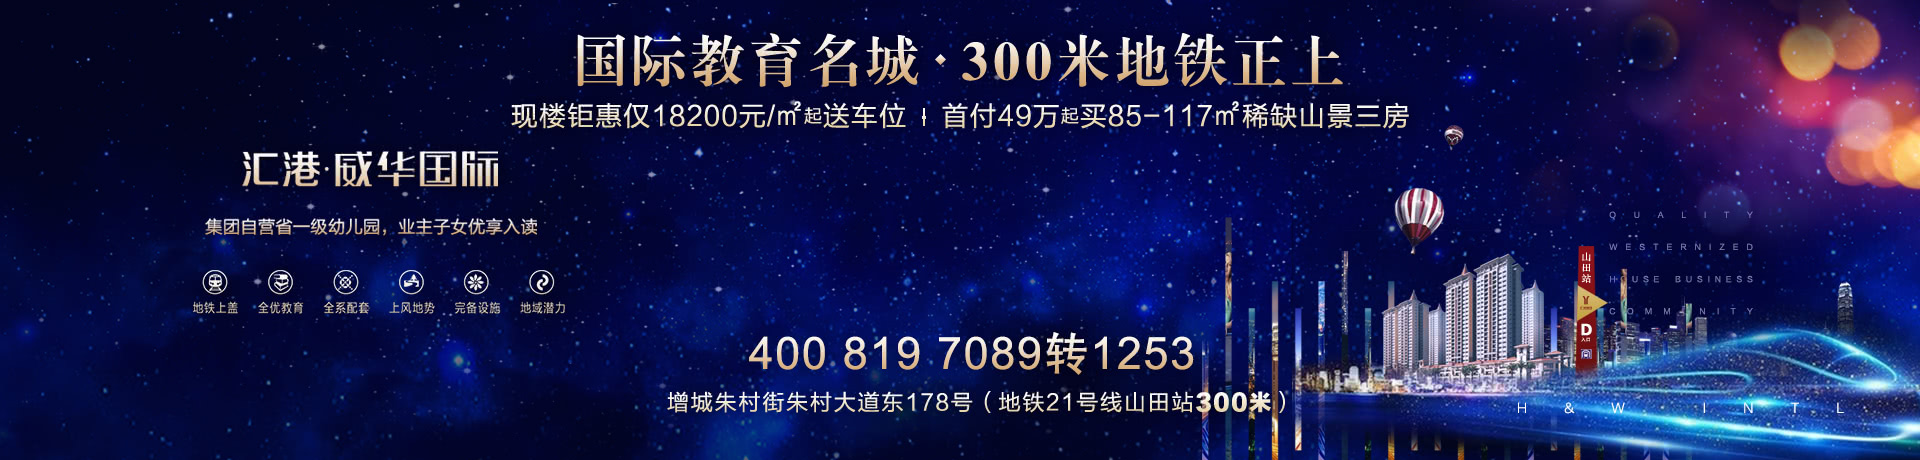 国际教育名城·300米地铁正上
现楼钜惠仅18200元/㎡起送车位 | 首付49万起买85-117㎡稀缺山景三房
汇港·威华国际
集团自营省一级幼儿园，业主子女优享入读
地铁上盖 全优教育 全系配套 上风地势 完备设施 地域潜力
400 819 7089转1253
增城朱村街朱村大道东178号（地铁21号线山田站300米）
山田站
D
QUALITY
WESTERNIZED
HOUSE BUSINESS
COMMUNITY
H&W INTL